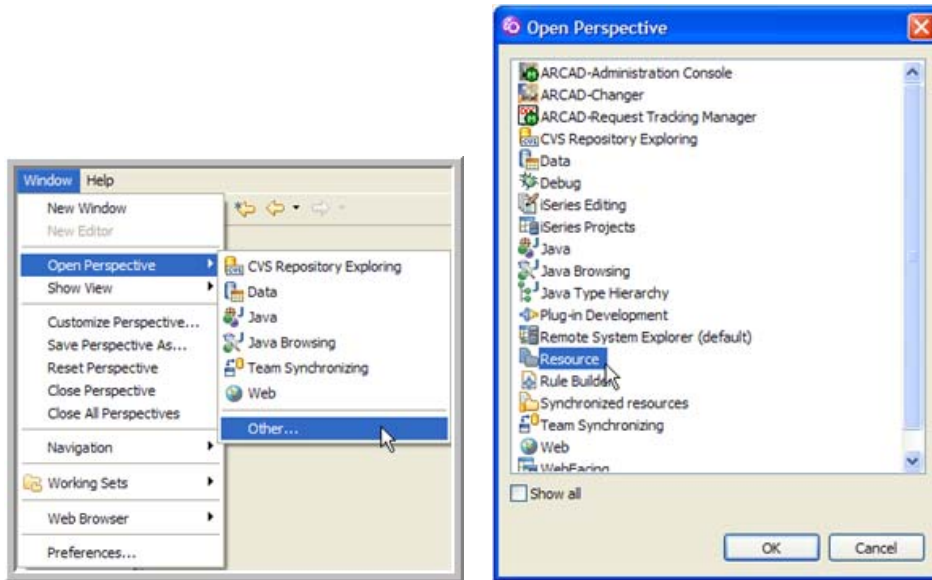 Window Help
New Window
New Editor
Open Perspective
Show View
Customize Perspective...
Save Perspective As...
Reset Perspective
Close Perspective
Close All Perspectives
Navigation
Working Sets
Web Browser
Preferences...
CVS Repository Exploring
Data
Java
Java Browsing
Team Synchronizing
Web
Other...
Open Perspective
ARCAD-Administration Console
ARCAD-Changer
ARCAD-Request Tracking Manager
CVS Repository Exploring
Data
Debug
iSeries Editing
iSeries Projects
Java
Java Browsing
Java Type Hierarchy
Plug-in Development
Remote System Explorer (default)
Resource
Rule Builder
Synchronized resources
Team Synchronizing
Web
WebFacing
Show all
OK Cancel